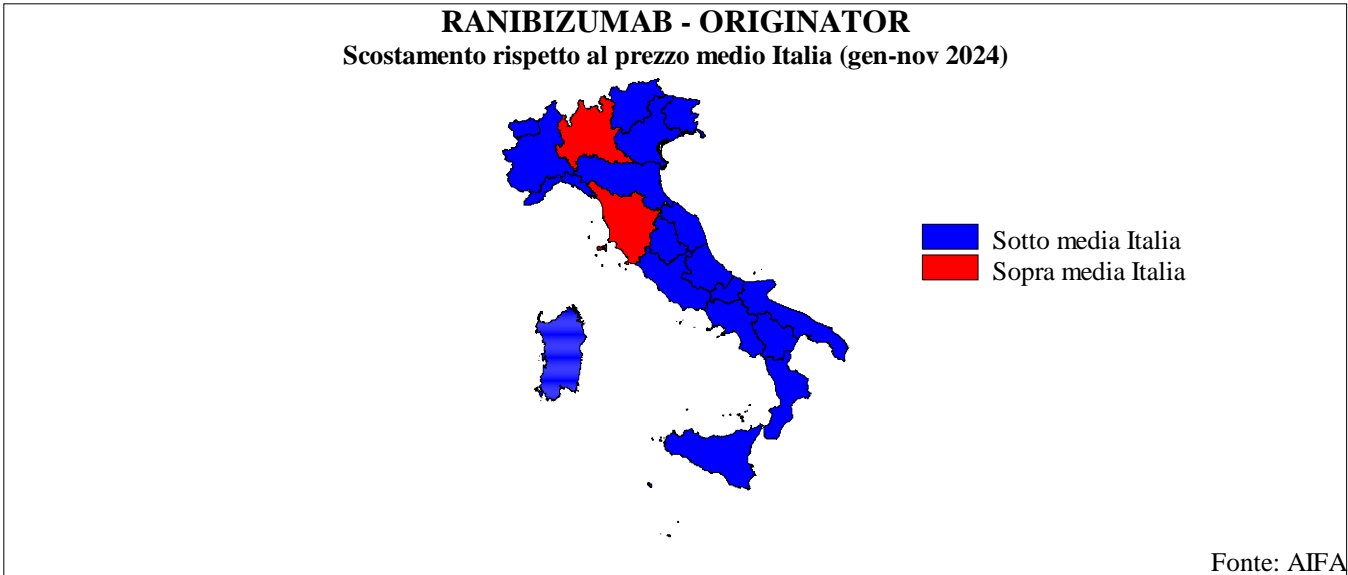 RANIBIZUMAB - ORIGINATOR
Scostamento rispetto al prezzo medio Italia (gen-nov 2024)
Sotto media Italia
Sopra media Italia
Fonte: AIFA